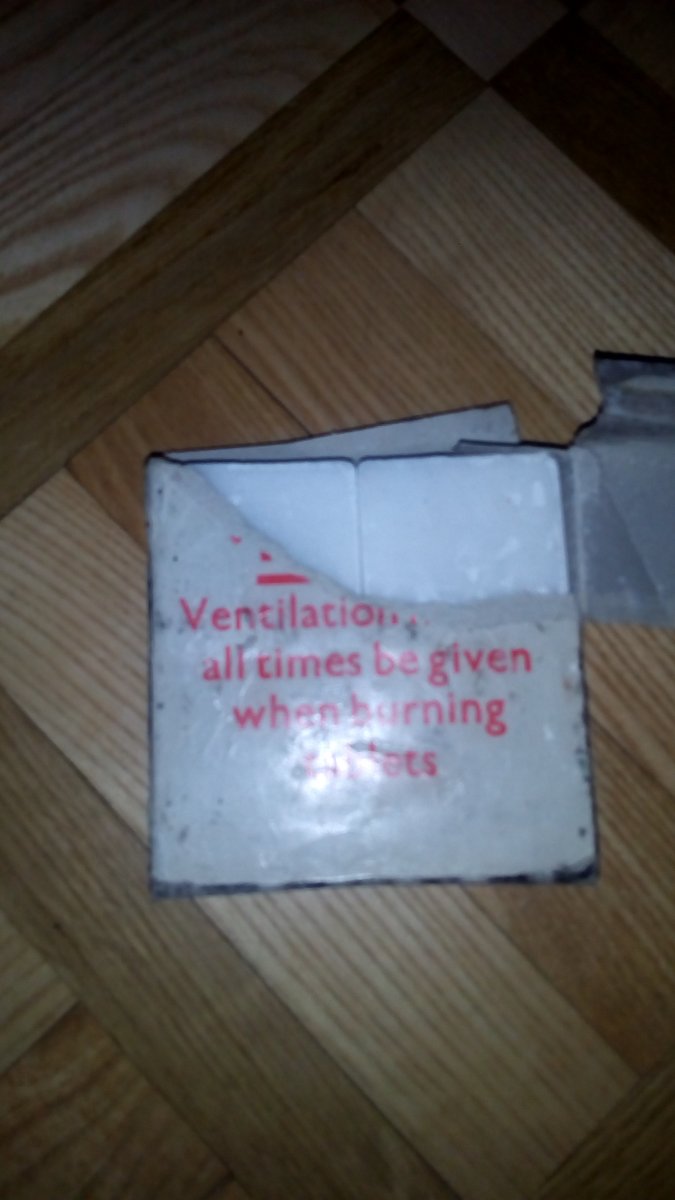 Ventilation
all times be given
when burning